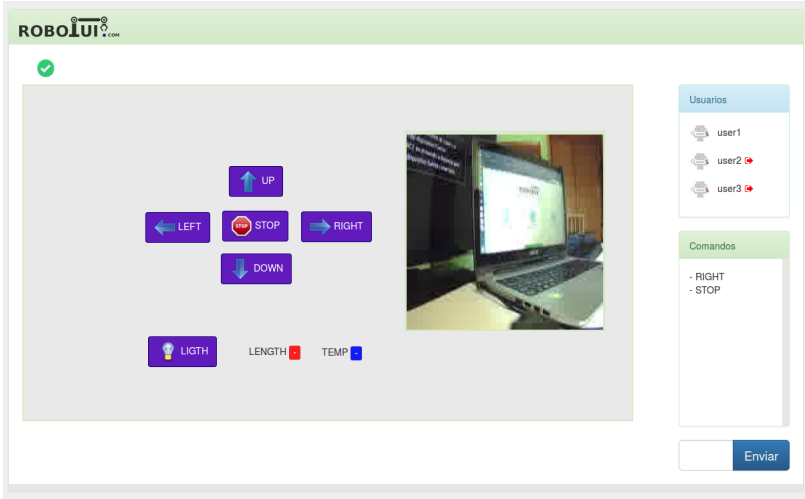 ROBOTUI.COM
UP
LEFT
STOP
STOP
RIGHT
DOWN
LIGTH
LENGTH -
TEMP -
Usuarios
user1
user2
user3
Comandos
- RIGHT
- STOP
Enviar